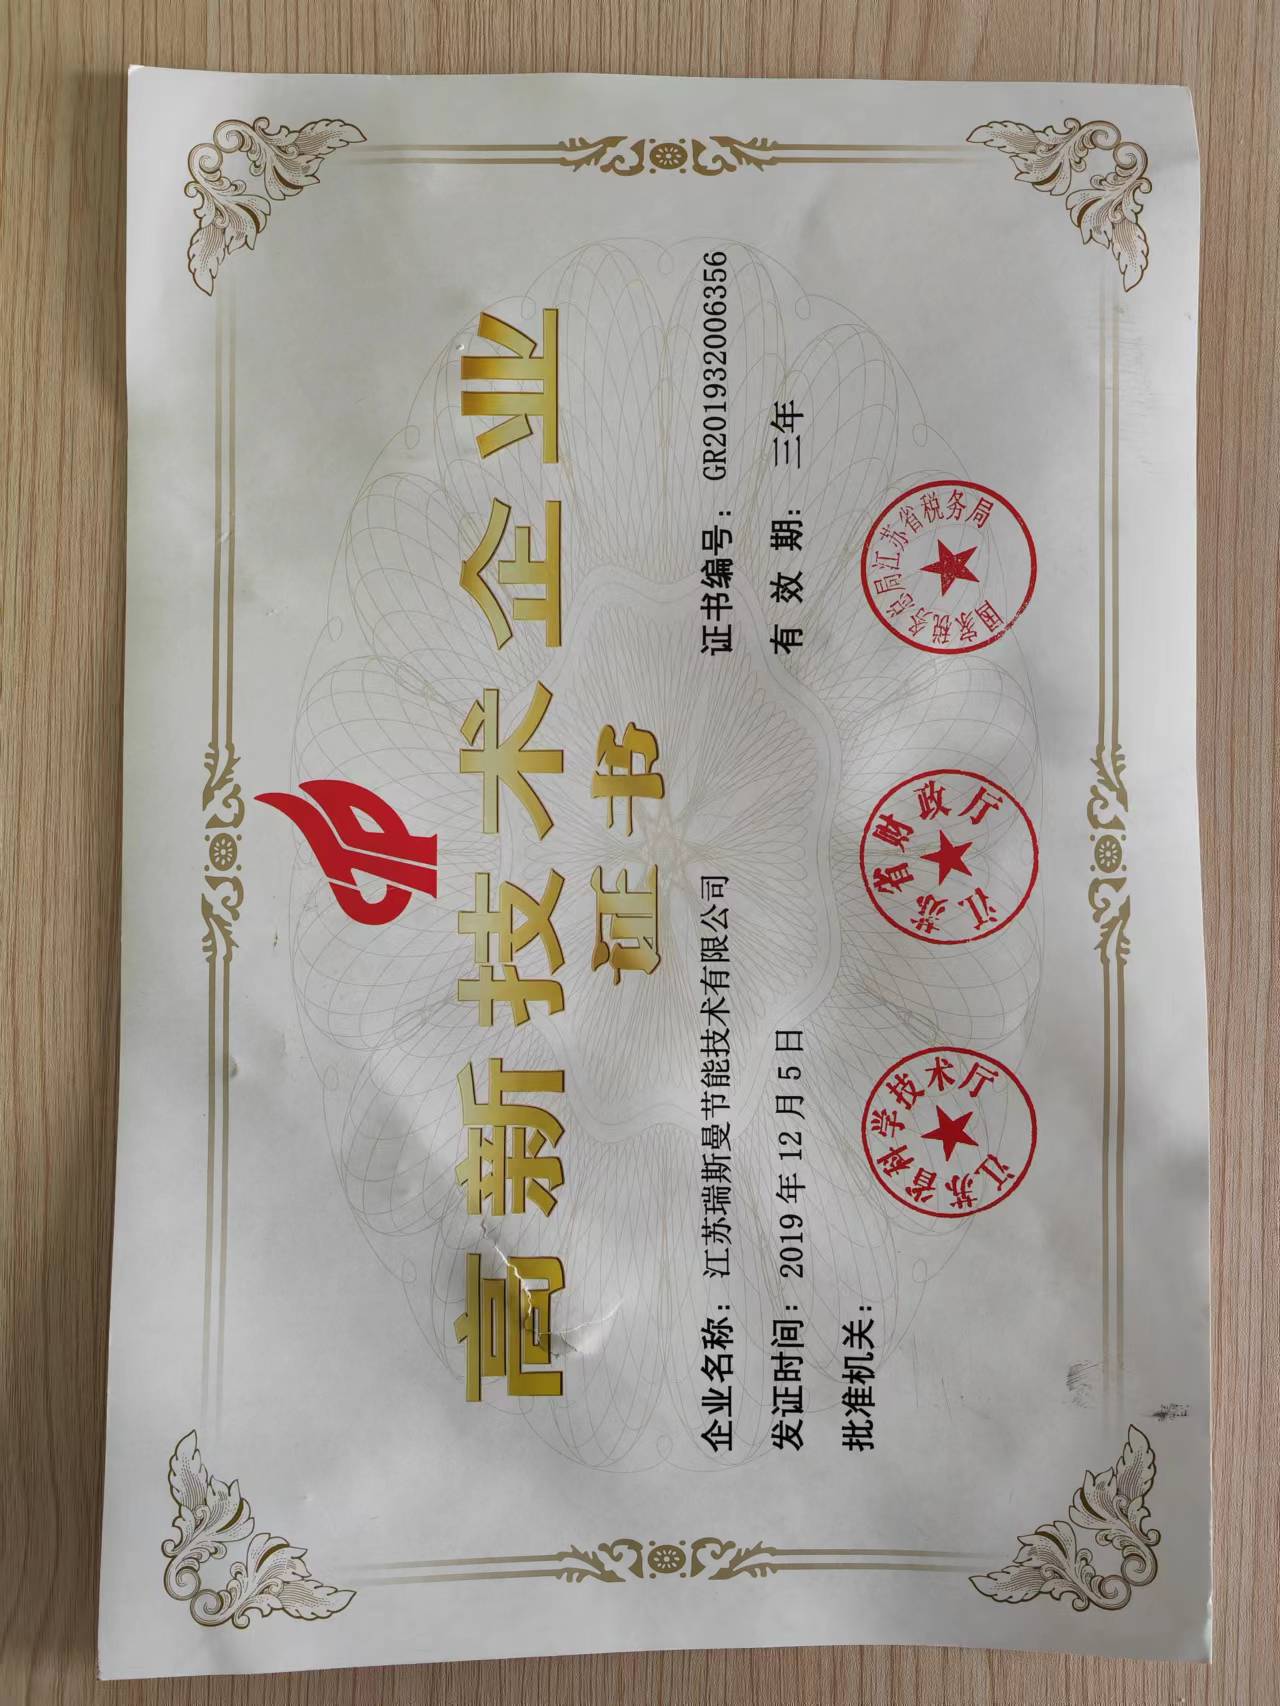 高新技术企业
证书
企业名称：江苏瑞斯曼节能技术有限公司
证书编号：GR201932006356
发证时间：2019年12月5日
有效期：三年
批准机关：
江苏省科学技术厅
江苏省财政厅
国家税务总局江苏省税务局